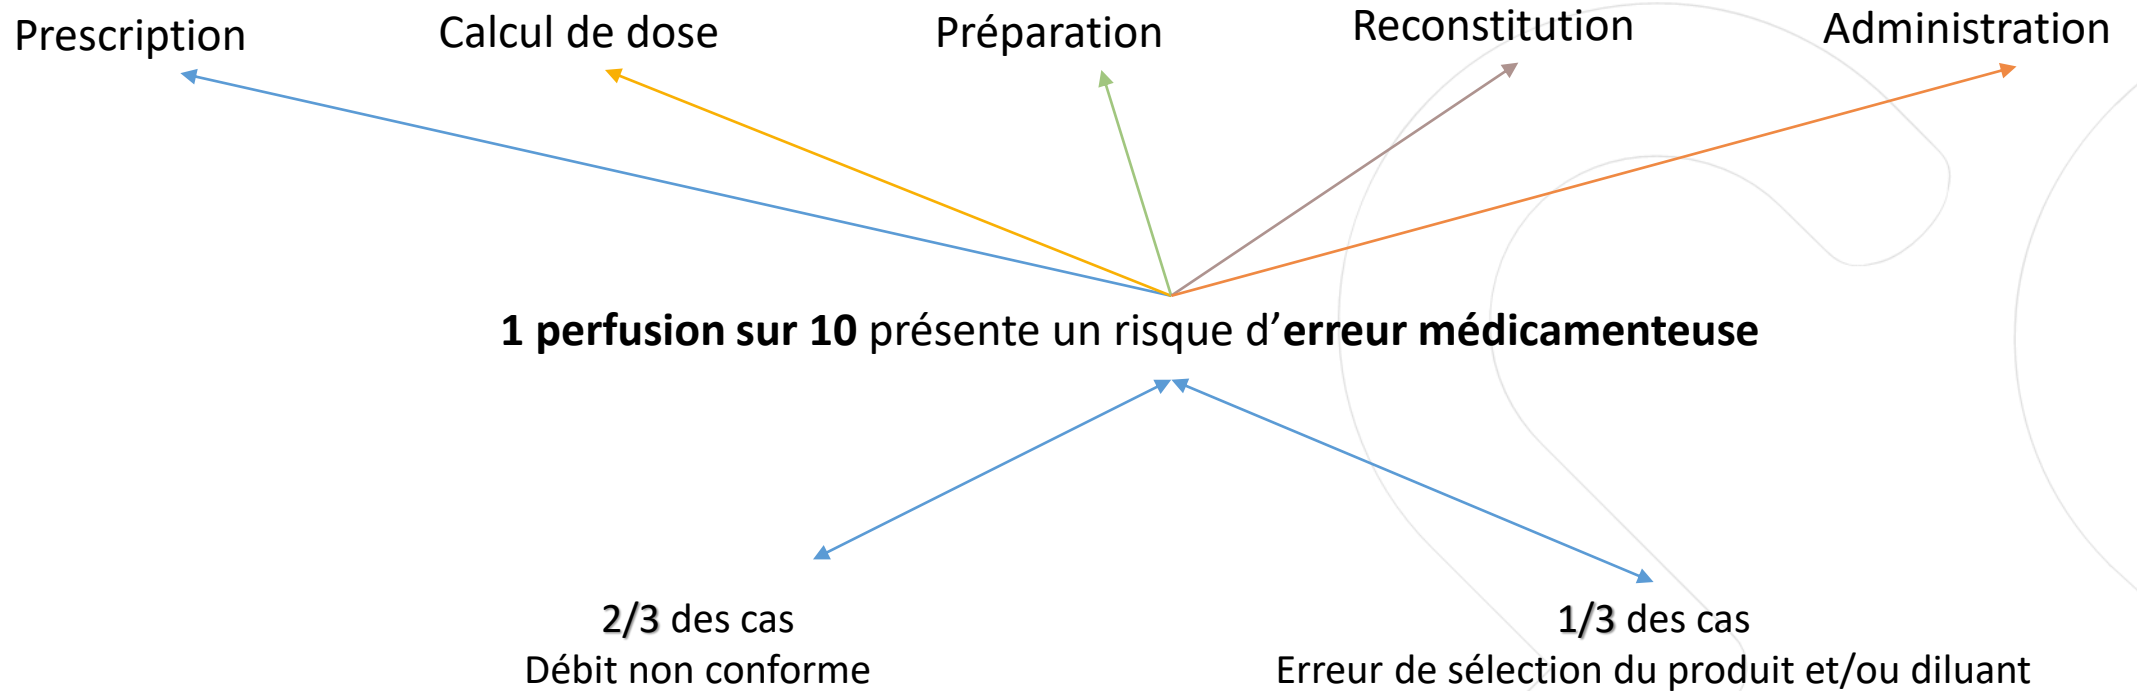 Prescription
Calcul de dose
Préparation
Reconstitution
Administration
1 perfusion sur 10 présente un risque d’erreur médicamenteuse
2/3 des cas
Débit non conforme
1/3 des cas
Erreur de sélection du produit et/ou diluant